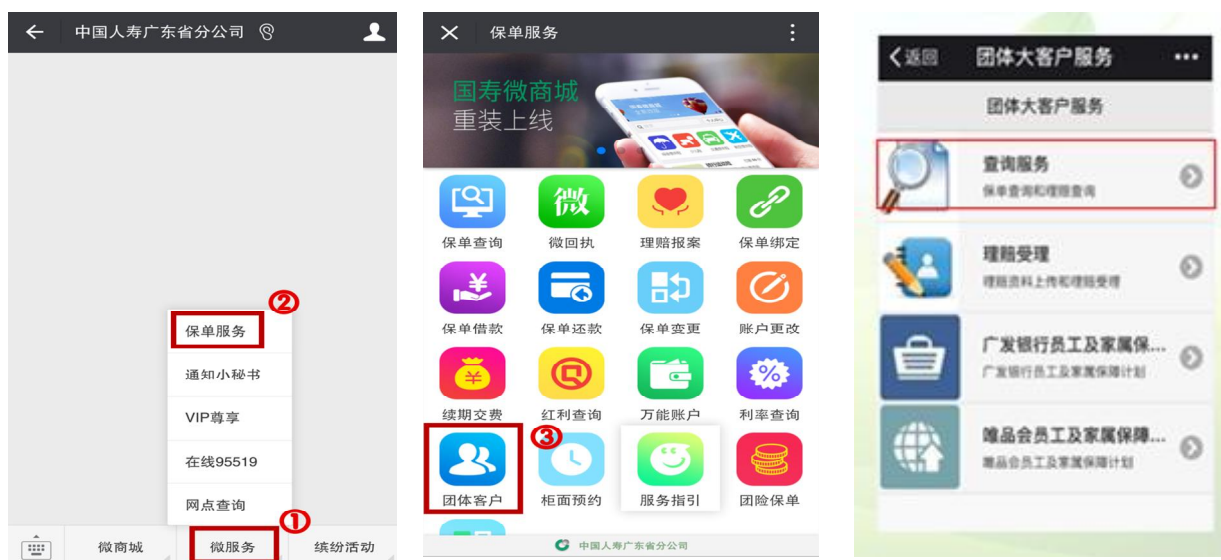 中国人寿广东省分公司
②
保单服务
通知小秘书
VIP尊享
在线95519
网点查询
①
微商城
微服务
缤纷活动
保单服务
国寿微商城
重装上线
微
保单查询
微回执
理赔报案
保单绑定
保单借款
保单还款
保单变更
账户更改
续期交费
红利查询
万能账户
利率查询
③
团体客户
柜面预约
服务指引
团险保单
中国人寿广东省分公司
返回
团体大客户服务
团体大客户服务
查询服务
保单查询和理赔查询
理赔受理
理赔资料上传和理赔受理
广发银行员工及家属保...
广发银行员工及家属保障计划
唯品会员工及家属保障...
唯品会员工及家属保障计划